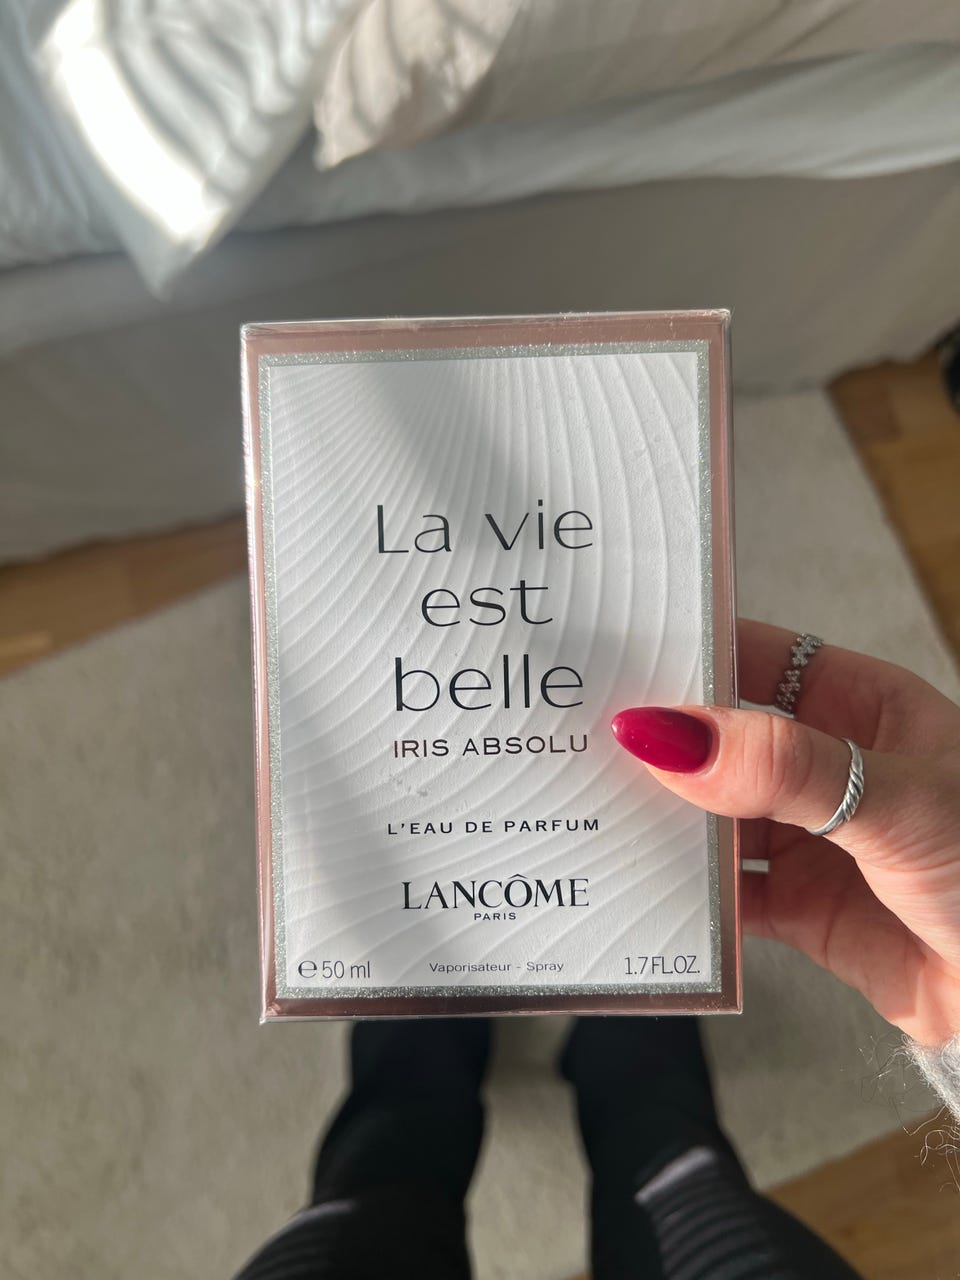 La vie
est
belle
IRIS ABSOLU
L'EAU DE PARFUM
LANCÔME
PARIS
℮50 ml Vaporisateur - Spray 1.7 FL.OZ.